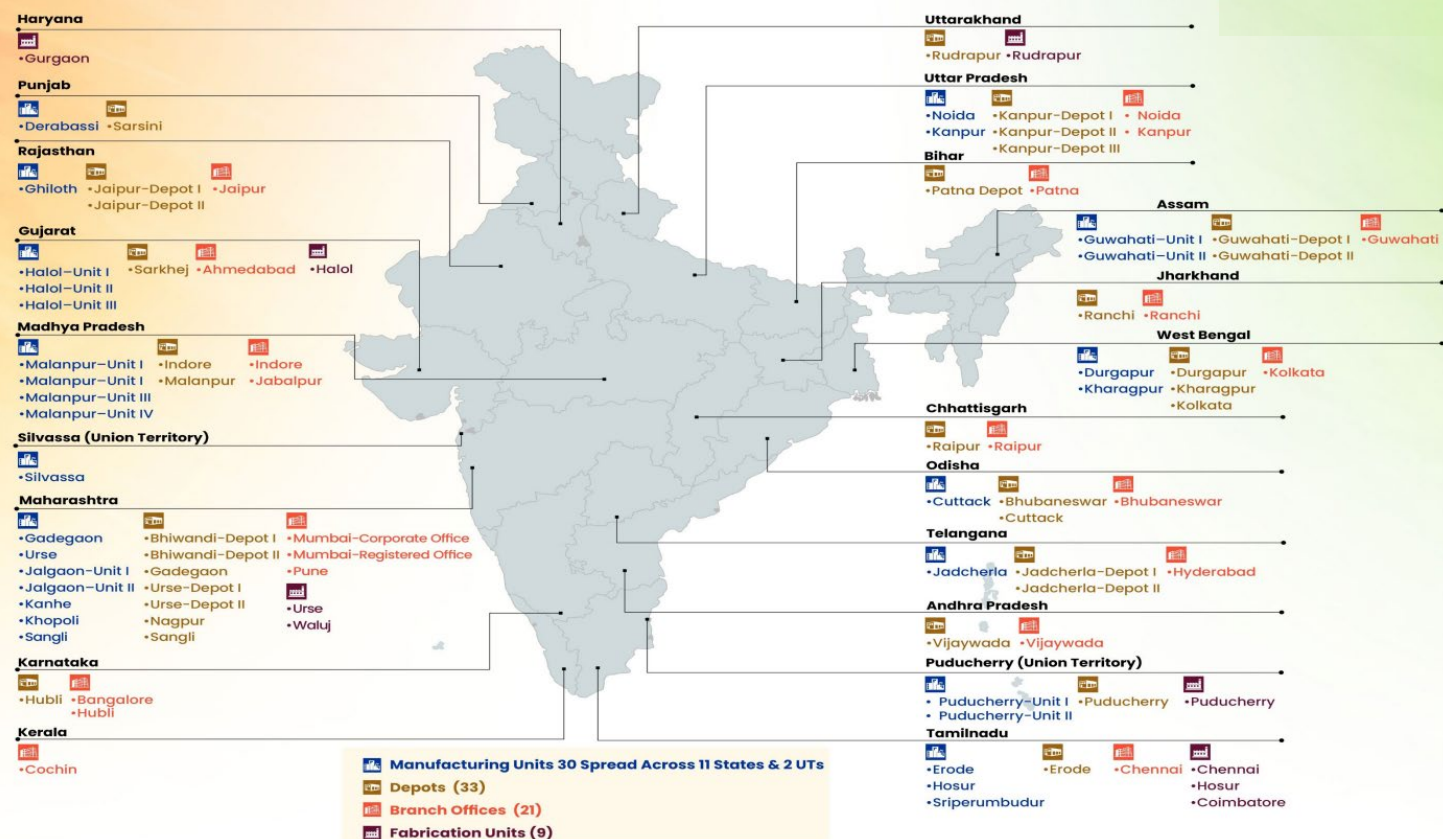 Haryana
•Gurgaon
Punjab
•Derabassi •Sarsini
Rajasthan
•Ghiloth •Jaipur-Depot I •Jaipur
•Jaipur-Depot II
Gujarat
•Halol–Unit I •Sarkhej •Ahmedabad •Halol
•Halol–Unit II
•Halol–Unit III
Madhya Pradesh
•Malanpur–Unit I •Indore •Indore
•Malanpur–Unit I •Malanpur •Jabalpur
•Malanpur–Unit III
•Malanpur–Unit IV
Silvassa (Union Territory)
•Silvassa
Maharashtra
•Gadegaon •Bhiwandi-Depot I •Mumbai-Corporate Office
•Urse •Bhiwandi-Depot II •Mumbai-Registered Office
•Jalgaon-Unit I •Gadegaon •Pune
•Jalgaon–Unit II •Urse-Depot I
•Kanhe •Urse-Depot II •Urse
•Khopoli •Nagpur •Waluj
•Sangli •Sangli
Karnataka
•Hubli •Bangalore
•Hubli
Kerala
•Cochin
Uttarakhand
•Rudrapur •Rudrapur
Uttar Pradesh
•Noida •Kanpur-Depot I • Noida
•Kanpur •Kanpur-Depot II • Kanpur
•Kanpur-Depot III
Bihar
•Patna Depot •Patna
Assam
•Guwahati–Unit I •Guwahati-Depot I •Guwahati
•Guwahati–Unit II •Guwahati-Depot II
Jharkhand
•Ranchi •Ranchi
West Bengal
•Durgapur •Durgapur •Kolkata
•Kharagpur •Kharagpur
•Kolkata
Chhattisgarh
•Raipur •Raipur
Odisha
•Cuttack •Bhubaneswar •Bhubaneswar
•Cuttack
Telangana
•Jadcherla •Jadcherla-Depot I •Hyderabad
•Jadcherla-Depot II
Andhra Pradesh
•Vijaywada •Vijaywada
Puducherry (Union Territory)
• Puducherry-Unit I •Puducherry •Puducherry
• Puducherry-Unit II
Tamilnadu
•Erode •Erode •Chennai •Chennai
•Hosur •Hosur
•Sriperumbudur •Coimbatore
Manufacturing Units 30 Spread Across 11 States & 2 UTs
Depots (33)
Branch Offices (21)
Fabrication Units (9)